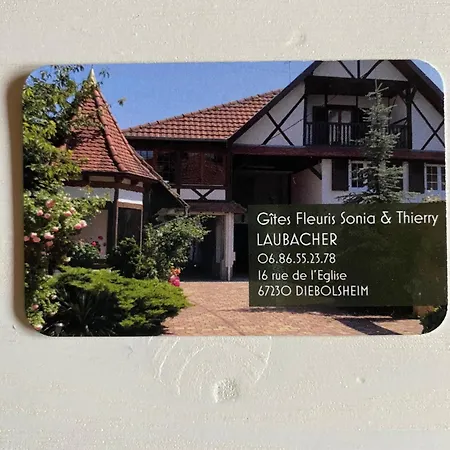 Gîtes Fleuris Sonia & Thierry
LAUBACHER
06.86.55.23.78
16 rue de l'Eglise
67230 DIEBOLSHEIM